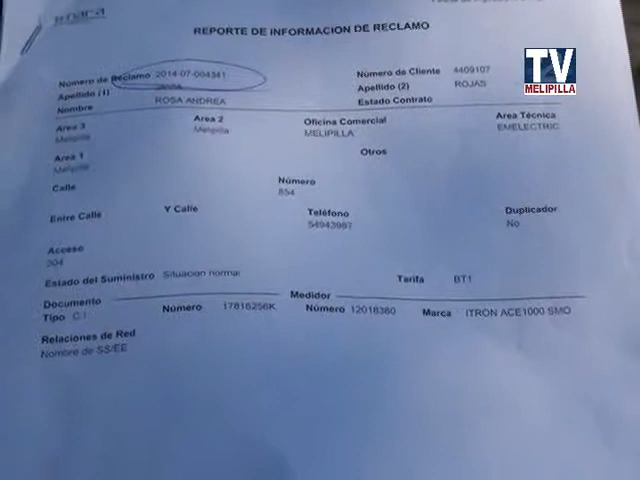 REPORTE DE INFORMACION DE RECLAMO
TV
MELIPILLA
Número de Reclamo 2014-07-004341 Número de Cliente 4409107
Apellido (1) Apellido (2) ROJAS
Nombre ROSA ANDREA Estado Contrato
Area 3 Area 2 Oficina Comercial Area Técnica
Melipilla Melipilla MELIPILLA EMELECTRIC
Area 1 Otros
Melipilla
Calle Número
854
Entre Calle Y Calle Teléfono Duplicador
54943967 No
Acceso
304
Estado del Suministro Situacion normal Tarifa BT1
Documento Medidor
Tipo C.I Número 17816256K Número 12018380 Marca ITRON ACE1000 SMO
Relaciones de Red
Nombre de SS/EE